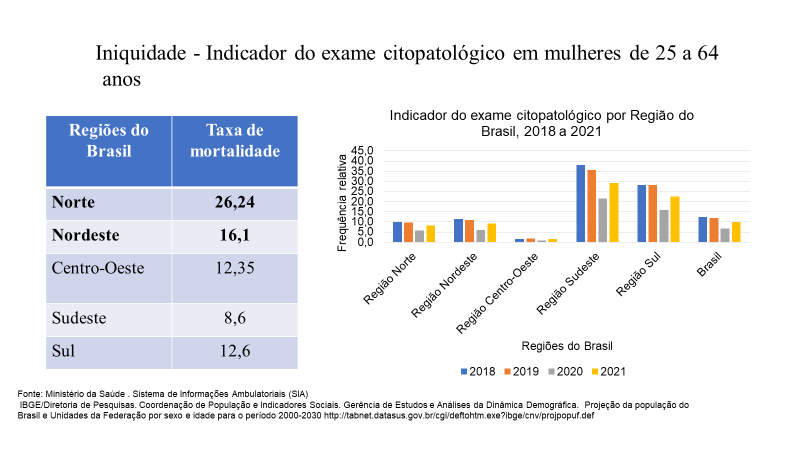 Iniquidade - Indicador do exame citopatológico em mulheres de 25 a 64
anos
Regiões do Brasil Taxa de mortalidade
Norte 26,24
Nordeste 16,1
Centro-Oeste 12,35
Sudeste 8,6
Sul 12,6
Indicador do exame citopatológico por Região do
Brasil, 2018 a 2021
Frequência relativa
45,0
40,0
35,0
30,0
25,0
20,0
15,0
10,0
5,0
0,0
Região Norte
Região Nordeste
Região Centro-Oeste
Região Sudeste
Região Sul
Brasil
Regiões do Brasil
2018 2019 2020 2021
Fonte: Ministério da Saúde . Sistema de Informações Ambulatoriais (SIA)
IBGE/Diretoria de Pesquisas. Coordenação de População e Indicadores Sociais. Gerência de Estudos e Análises da Dinâmica Demográfica. Projeção da população do
Brasil e Unidades da Federação por sexo e idade para o período 2000-2030 http://tabnet.datasus.gov.br/cgi/deftohtm.exe?ibge/cnv/projpopuf.def